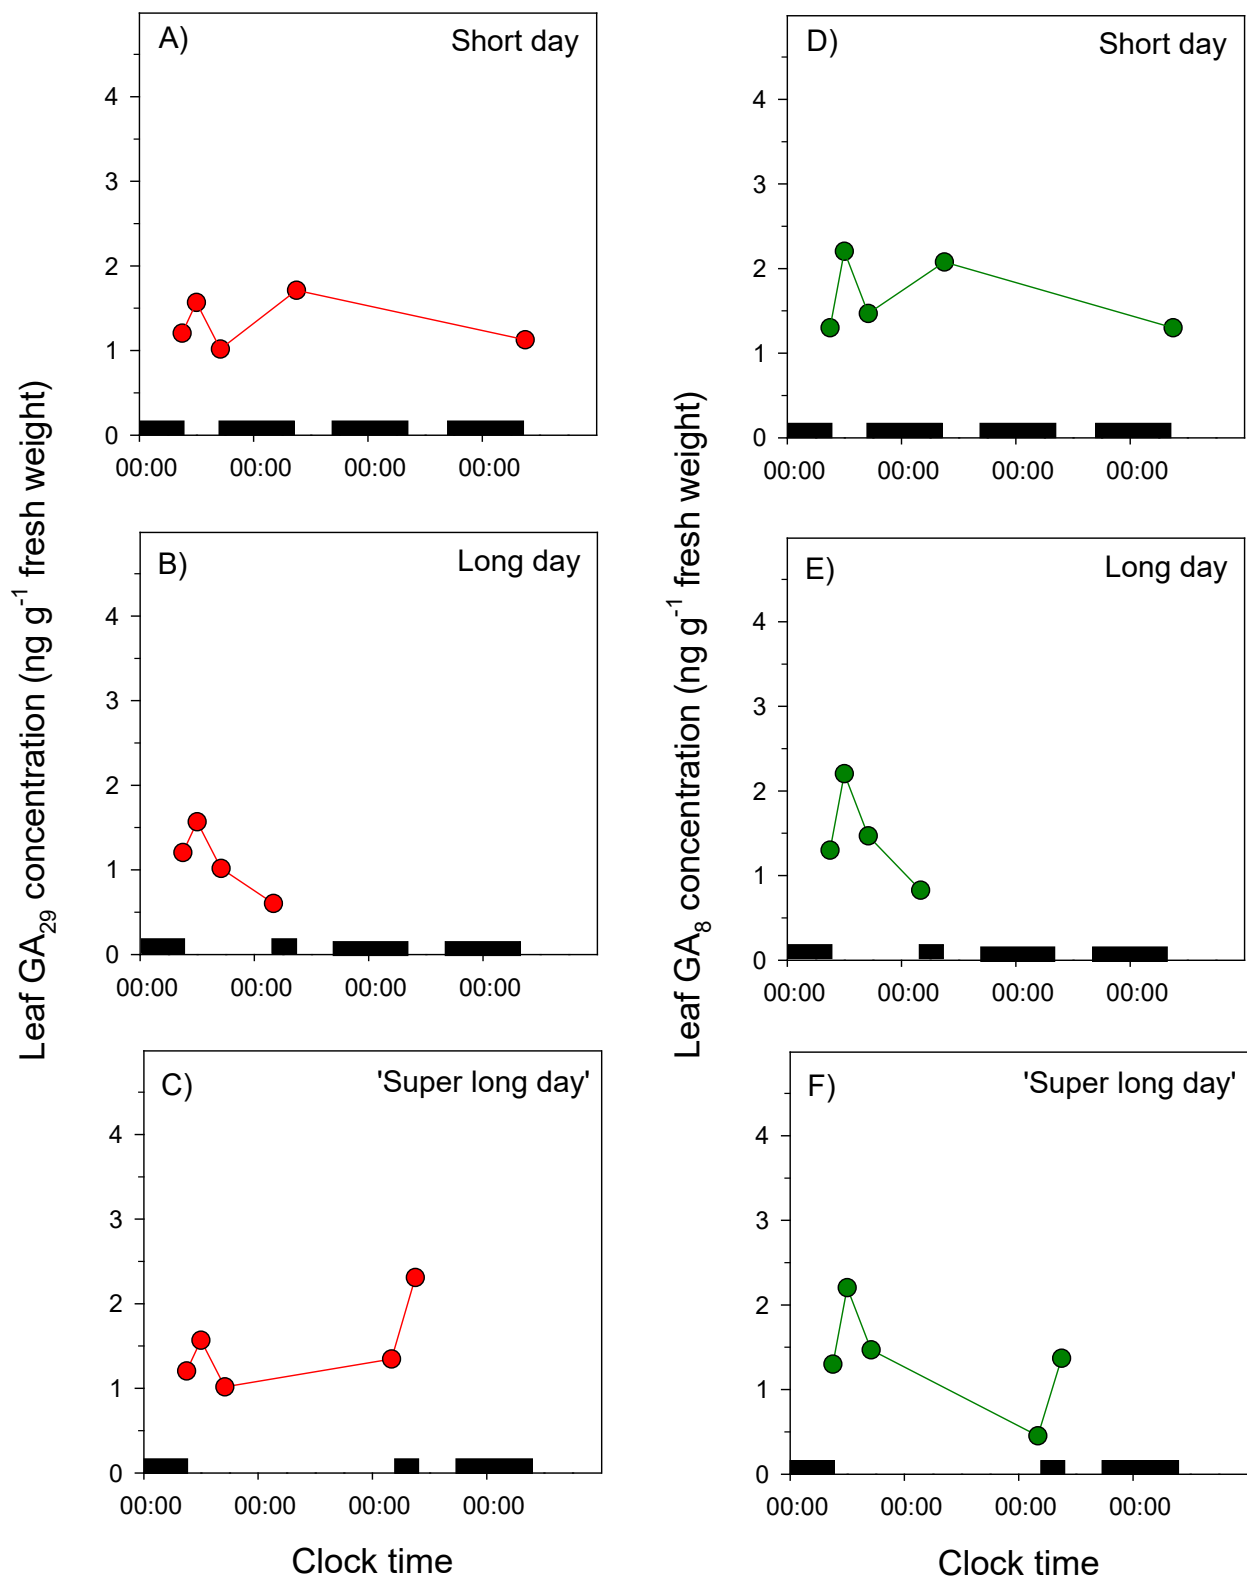 Leaf GA29 concentration (ng g-1 fresh weight)
A)
Short day
4
3
2
1
0
00:00 00:00 00:00 00:00
B)
Long day
4
3
2
1
0
00:00 00:00 00:00 00:00
C)
'Super long day'
4
3
2
1
0
00:00 00:00 00:00 00:00
Clock time
Leaf GA8 concentration (ng g-1 fresh weight)
D)
Short day
4
3
2
1
0
00:00 00:00 00:00 00:00
E)
Long day
4
3
2
1
0
00:00 00:00 00:00 00:00
F)
'Super long day'
4
3
2
1
0
00:00 00:00 00:00 00:00
Clock time